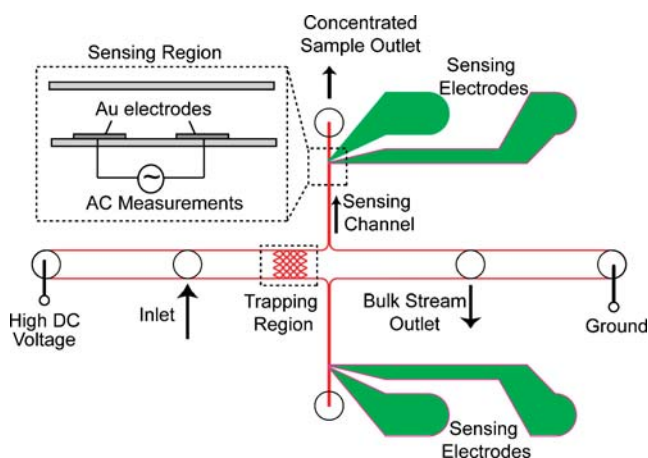 Concentrated
Sample Outlet
Sensing Region
Sensing
Electrodes
Au electrodes
~
AC Measurements
Sensing
Channel
High DC
Voltage
Inlet
Trapping
Region
Bulk Stream
Outlet
Ground
Sensing
Electrodes